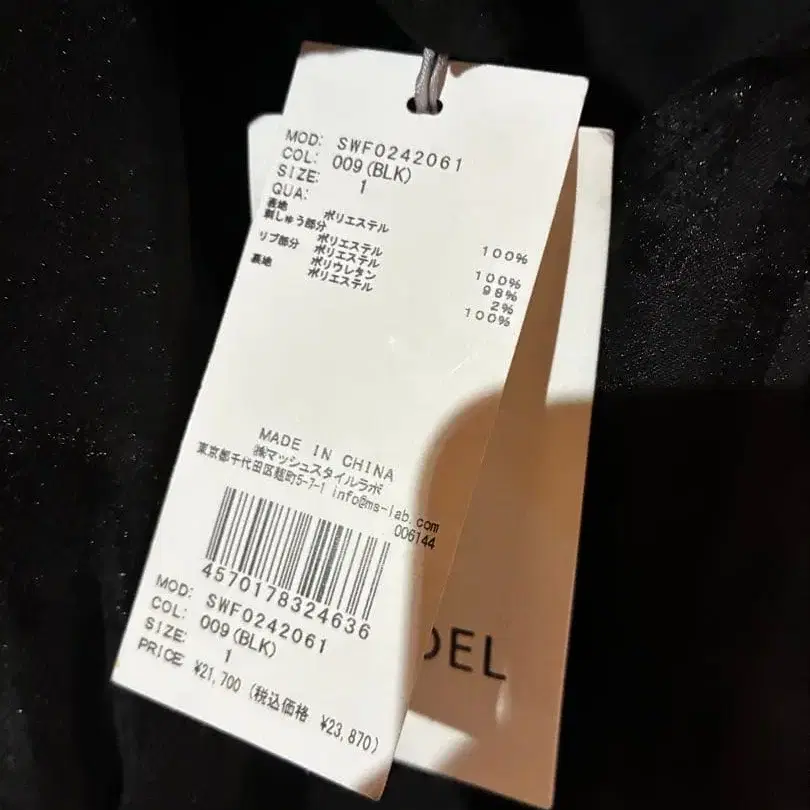 MOD: SWF0242061
COL: 009(BLK)
SIZE: 1
QUA:
表地 ポリエステル 100%
刺しゅう部分
ポリエステル 100%
リブ部分 ポリエステル 98%
ポリウレタン 2%
裏地 ポリエステル 100%
MADE IN CHINA
㈱マッシュスタイルラボ
東京都千代田区麹町5-7-1 info@ms-lab.com
006144
4570178324636
MOD: SWF0242061
COL: 009(BLK)
SIZE: 1
PRICE ¥21,700 (税込価格 ¥23,870)
DEL